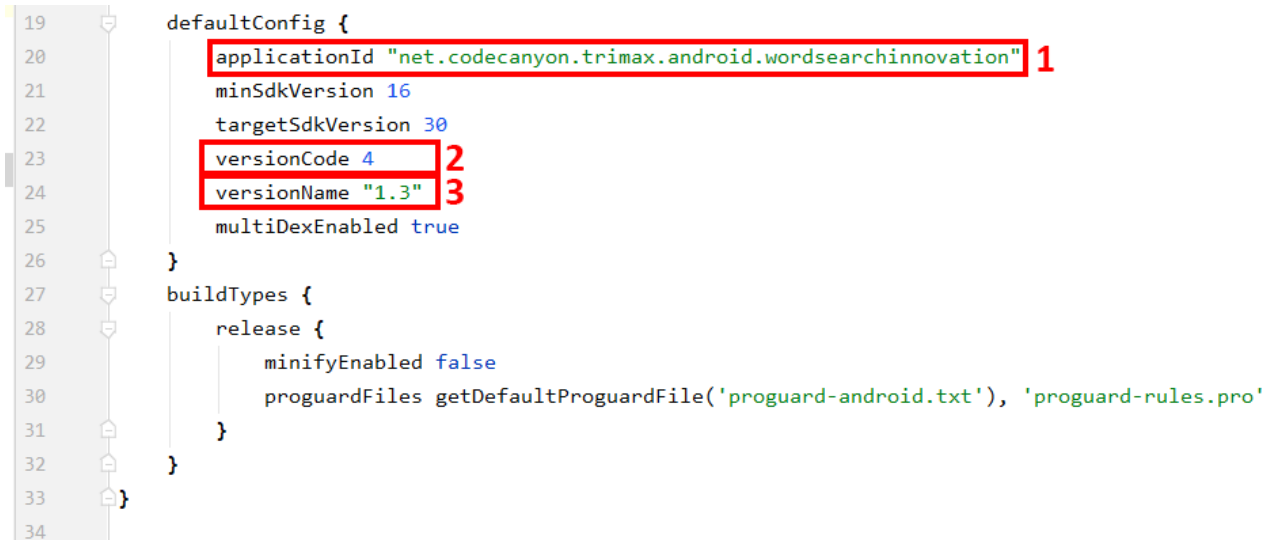 19 defaultConfig {
20 applicationId "net.codecanyon.trimax.android.wordsearchinnovation" 1
21 minSdkVersion 16
22 targetSdkVersion 30
23 versionCode 4 2
24 versionName "1.3" 3
25 multiDexEnabled true
26 }
27 buildTypes {
28 release {
29 minifyEnabled false
30 proguardFiles getDefaultProguardFile('proguard-android.txt'), 'proguard-rules.pro'
31 }
32 }
33 }
34